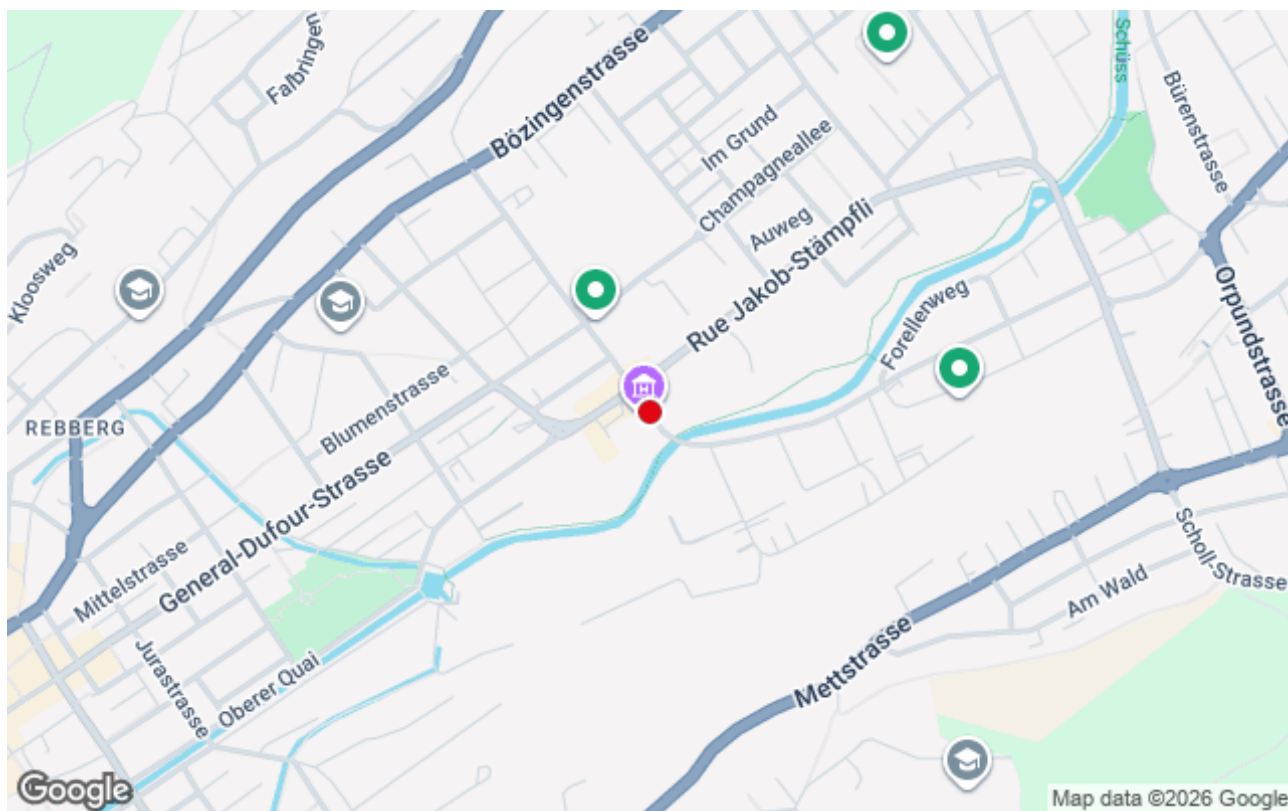 Falbringen
Bözingenstrasse
Schüss
Bürenstrasse
Im Grund
Champagneallee
Auweg
Kloosweg
Rue Jakob-Stämpfli
Forellenweg
Orpundstrasse
REBBERG
Blumenstrasse
General-Dufour-Strasse
Mittelstrasse
Jurastrasse
Oberer Quai
Mettstrasse
Am Wald
Scholl-Strasse
H
Google
Map data ©2026 Google